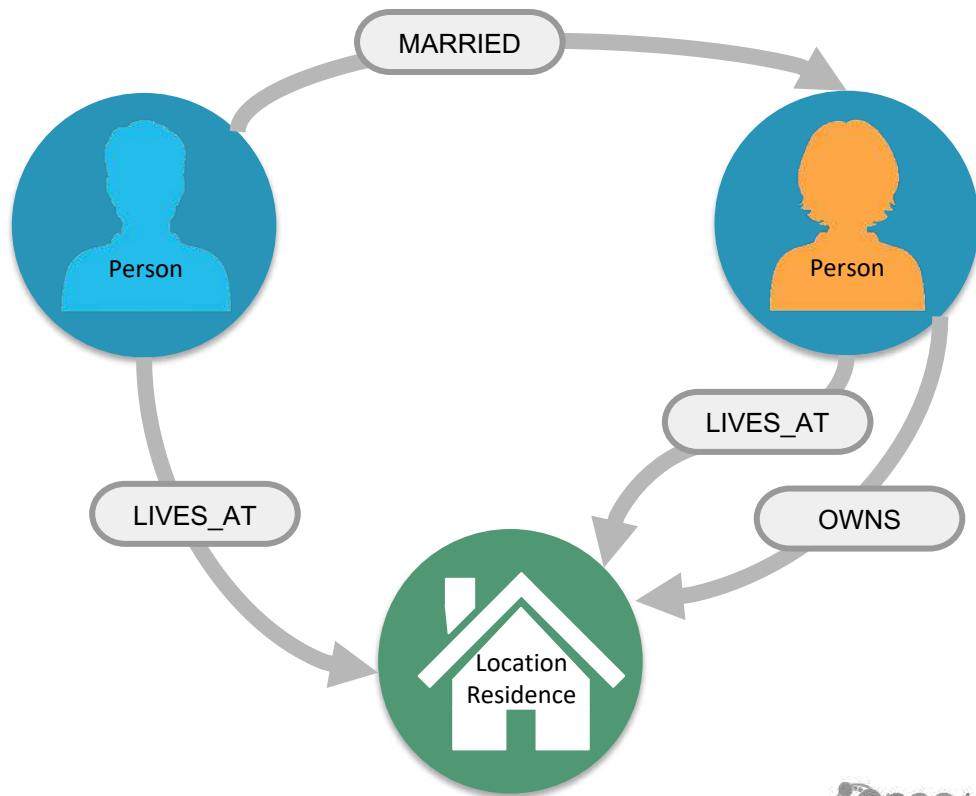 MARRIED
Person
Person
LIVES_AT
LIVES_AT
OWNS
Location
Residence